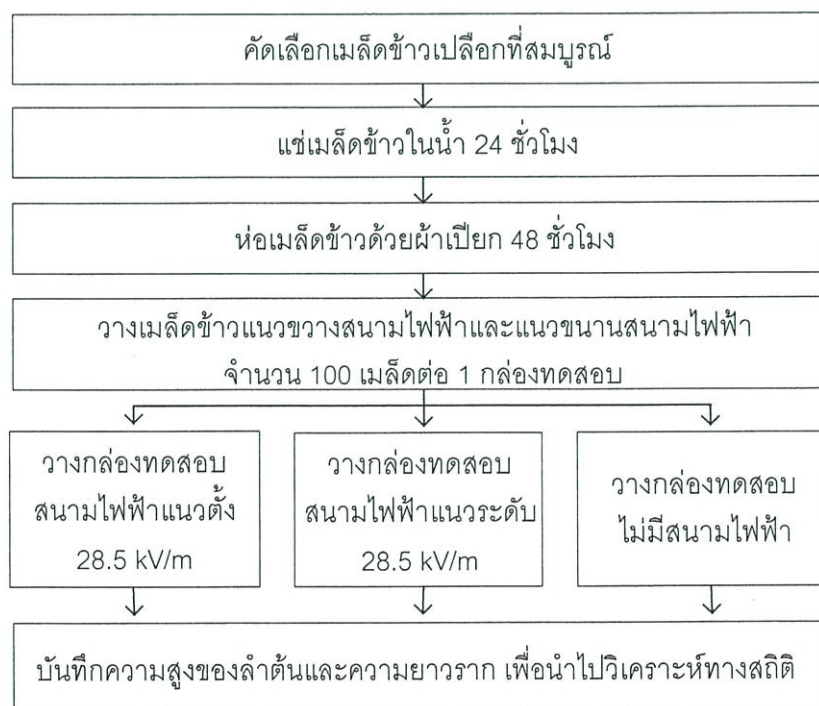 คัดเลือกเมล็ดข้าวเปลือกที่สมบูรณ์
แช่เมล็ดข้าวในน้ำ 24 ชั่วโมง
ห่อเมล็ดข้าวด้วยผ้าเปียก 48 ชั่วโมง
วางเมล็ดข้าวแนวขวางสนามไฟฟ้าและแนวขนานสนามไฟฟ้า
จำนวน 100 เมล็ดต่อ 1 กล่องทดสอบ
วางกล่องทดสอบ
สนามไฟฟ้าแนวตั้ง
28.5 kV/m
วางกล่องทดสอบ
สนามไฟฟ้าแนวระดับ
28.5 kV/m
วางกล่องทดสอบ
ไม่มีสนามไฟฟ้า
บันทึกความสูงของลำต้นและความยาวราก เพื่อนำไปวิเคราะห์ทางสถิติ